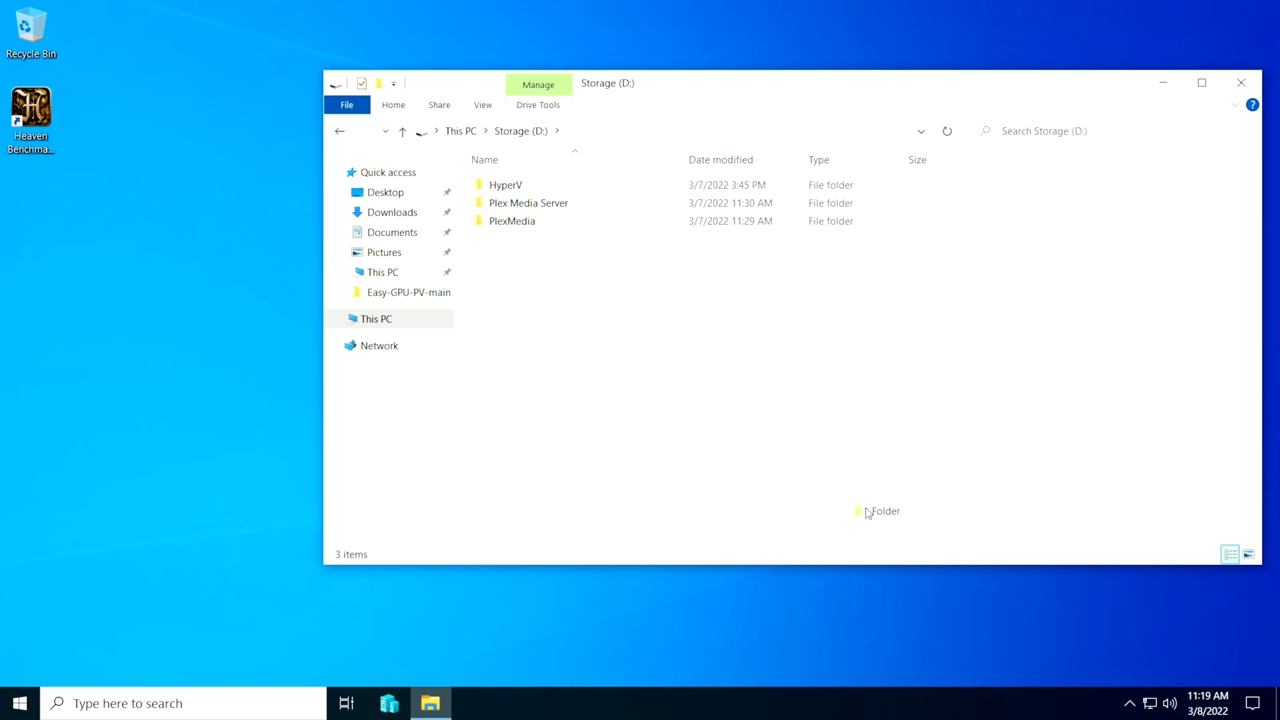 Recycle Bin
Heaven
Benchma...
Manage
Storage (D:)
File
Home
Share
View
Drive Tools
This PC
Storage (D:)
Search Storage (D:)
Name
Date modified
Type
Size
Quick access
Desktop
Downloads
Documents
Pictures
This PC
Easy-GPU-PV-main
This PC
Network
HyperV
3/7/2022 3:45 PM
File folder
Plex Media Server
3/7/2022 11:30 AM
File folder
PlexMedia
3/7/2022 11:29 AM
File folder
Folder
3 items
Type here to search
11:19 AM
3/8/2022